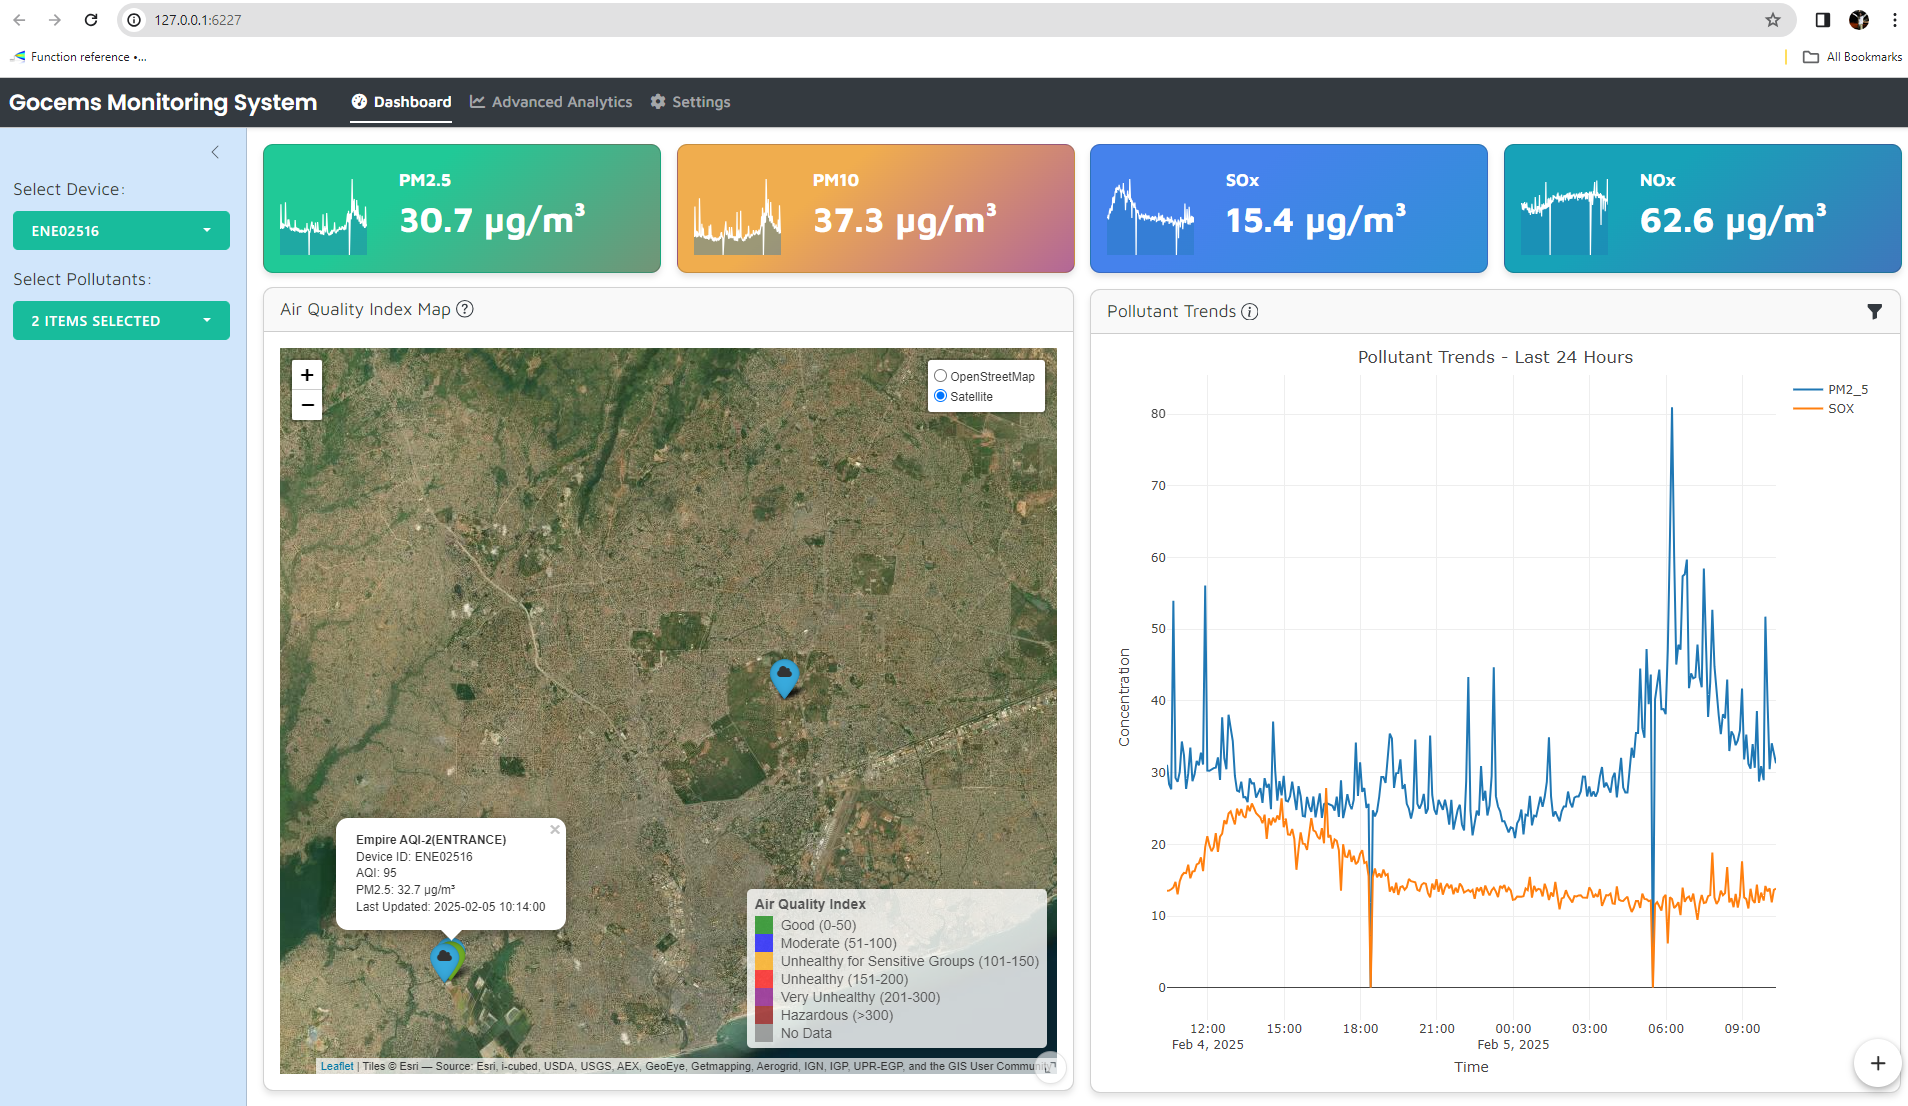 127.0.0.1:6227
Function reference •...
All Bookmarks
Gocems Monitoring System
Dashboard
Advanced Analytics
Settings
Select Device:
ENE02516
Select Pollutants:
2 ITEMS SELECTED
PM2.5
30.7 µg/m³
PM10
37.3 µg/m³
SOx
15.4 µg/m³
NOx
62.6 µg/m³
Air Quality Index Map
+
−
OpenStreetMap
Satellite
Empire AQI-2(ENTRANCE)
Device ID: ENE02516
AQI: 95
PM2.5: 32.7 µg/m³
Last Updated: 2025-02-05 10:14:00
Air Quality Index
Good (0-50)
Moderate (51-100)
Unhealthy for Sensitive Groups (101-150)
Unhealthy (151-200)
Very Unhealthy (201-300)
Hazardous (>300)
No Data
Leaflet | Tiles © Esri — Source: Esri, i-cubed, USDA, USGS, AEX, GeoEye, Getmapping, Aerogrid, IGN, IGP, UPR-EGP, and the GIS User
Pollutant Trends
Pollutant Trends - Last 24 Hours
PM2_5
SOX
80
70
60
50
40
30
20
10
0
Concentration
12:00
Feb 4, 2025
15:00
18:00
21:00
00:00
Feb 5, 2025
03:00
06:00
09:00
Time
+